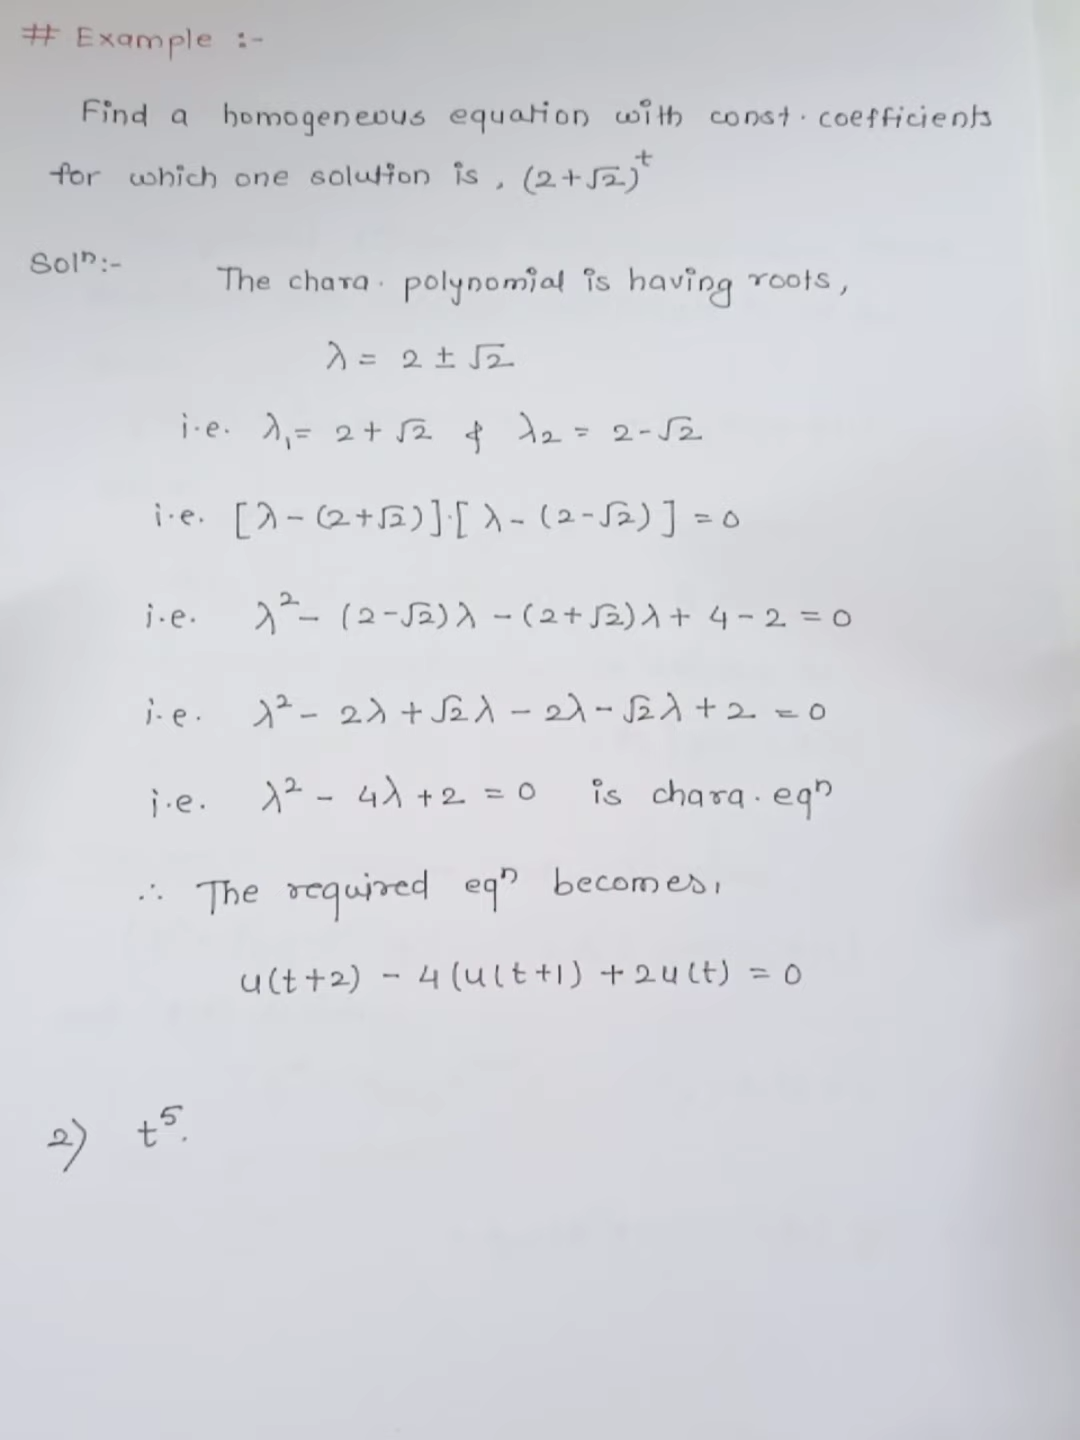 # Example :-
Find a homogeneous equation with const. coefficients
for which one solution is, (2+√2)^t
Solⁿ:- The chara. polynomial is having roots,
λ = 2 ± √2
i.e. λ₁ = 2+√2 & λ₂ = 2-√2
i.e. [λ-(2+√2)]·[λ-(2-√2)] = 0
i.e. λ² - (2-√2)λ - (2+√2)λ + 4-2 = 0
i.e. λ² - 2λ + √2λ - 2λ - √2λ + 2 = 0
i.e. λ² - 4λ + 2 = 0 is chara. eqⁿ
∴ The required eqⁿ becomes,
u(t+2) - 4(u(t+1) + 2u(t) = 0
2) t⁵.